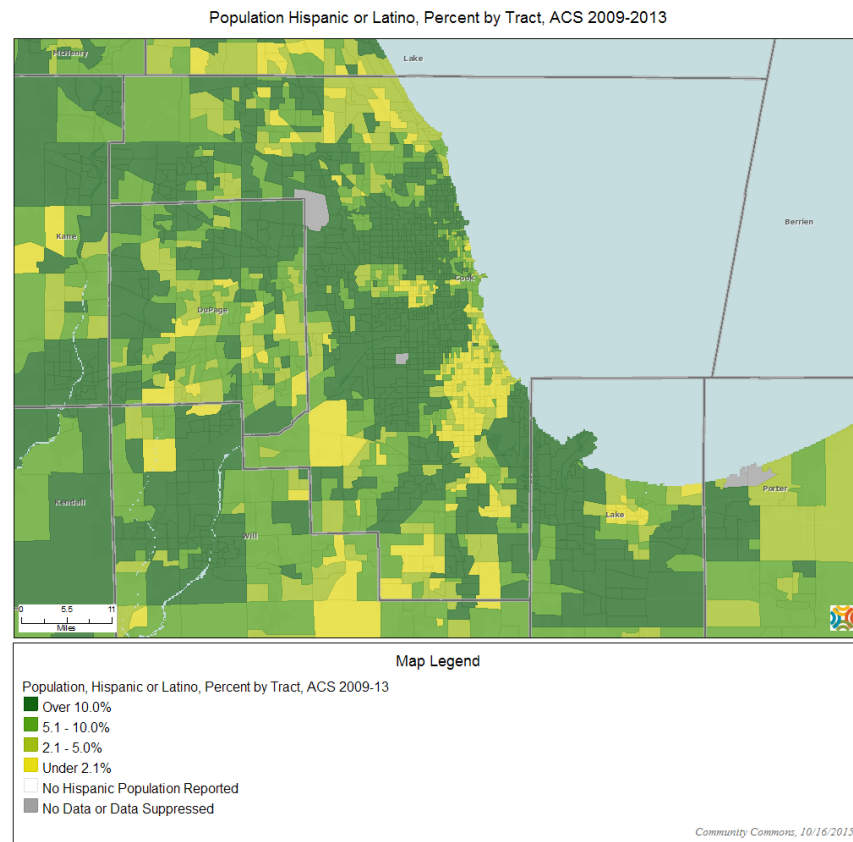 Population Hispanic or Latino, Percent by Tract, ACS 2009-2013
McHenry
Lake
Berrien
Kane
Cook
DuPage
Kendall
Porter
Lake
Will
0 5.5 11
Miles
Map Legend
Population, Hispanic or Latino, Percent by Tract, ACS 2009-13
Over 10.0%
5.1 - 10.0%
2.1 - 5.0%
Under 2.1%
No Hispanic Population Reported
No Data or Data Suppressed
Community Commons, 10/16/2015